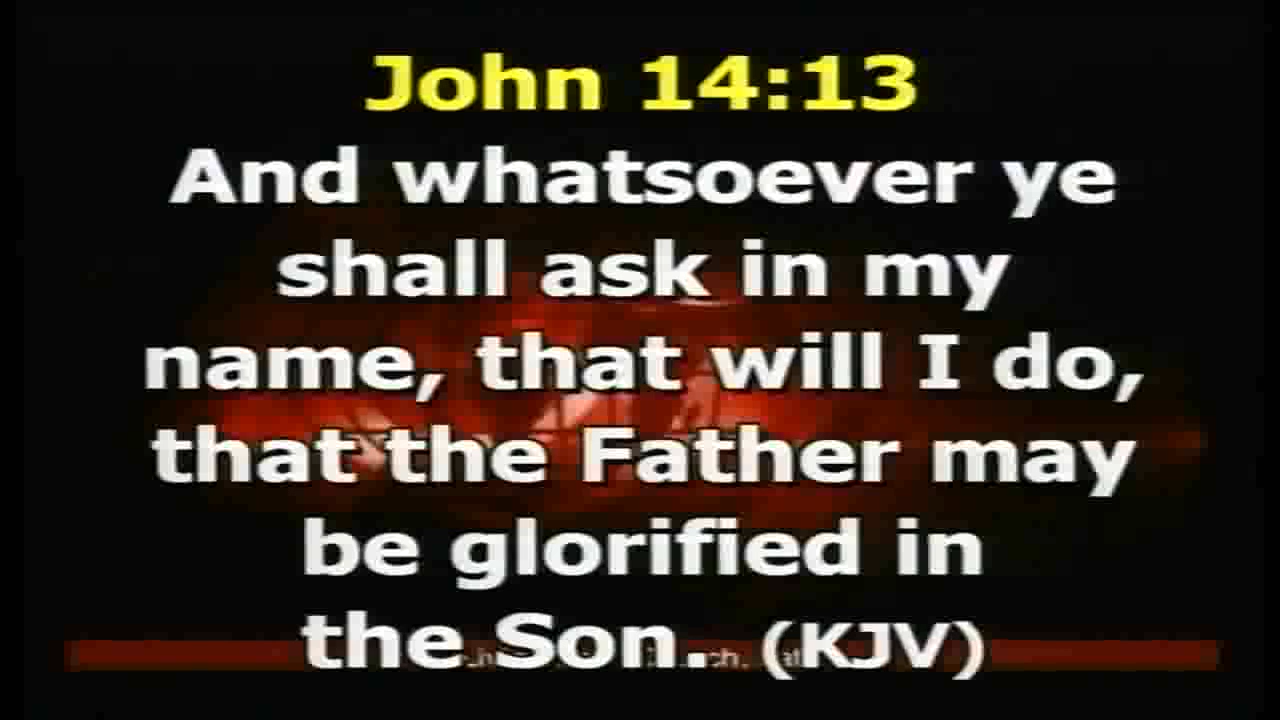 John 14:13
And whatsoever ye
shall ask in my
name, that will I do,
that the Father may
be glorified in
the Son. (KJV)